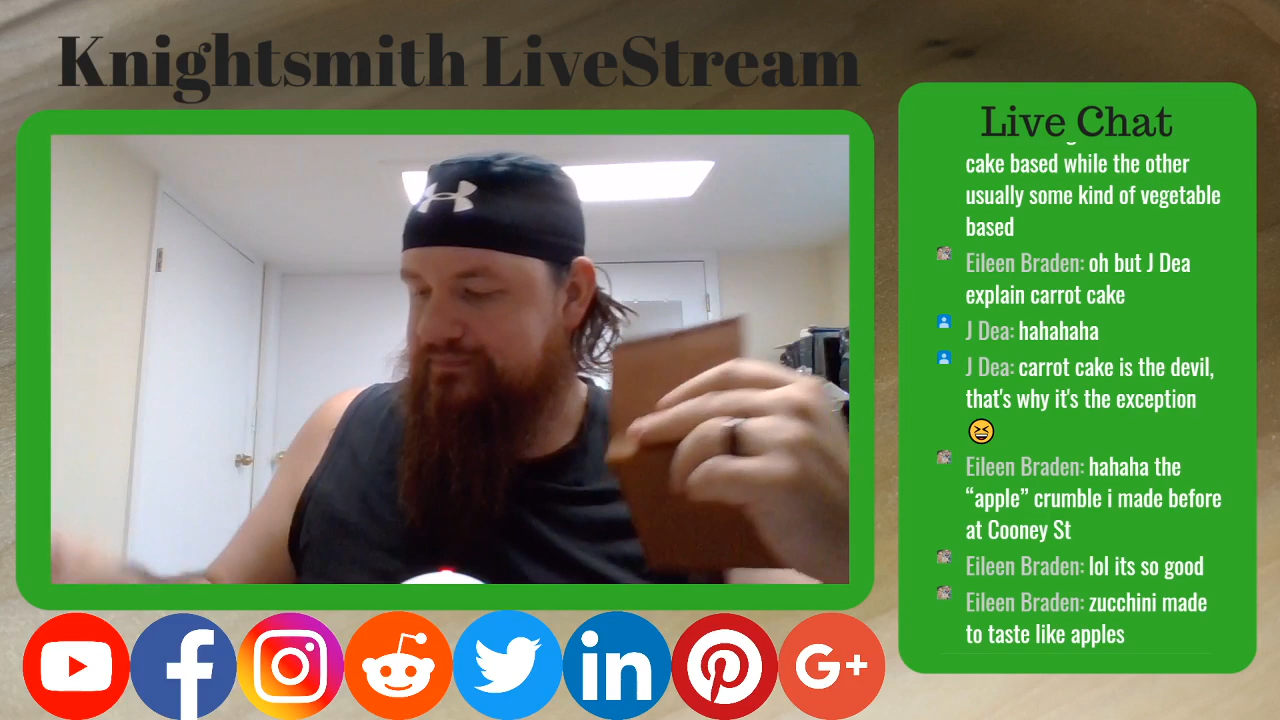 Knightsmith LiveStream
Live Chat
cake based while the other
usually some kind of vegetable
based
Eileen Braden: oh but J Dea
explain carrot cake
J Dea: hahahaha
J Dea: carrot cake is the devil,
that's why it's the exception
😆
Eileen Braden: hahaha the
“apple” crumble i made before
at Cooney St
Eileen Braden: lol its so good
Eileen Braden: zucchini made
to taste like apples
in
G+